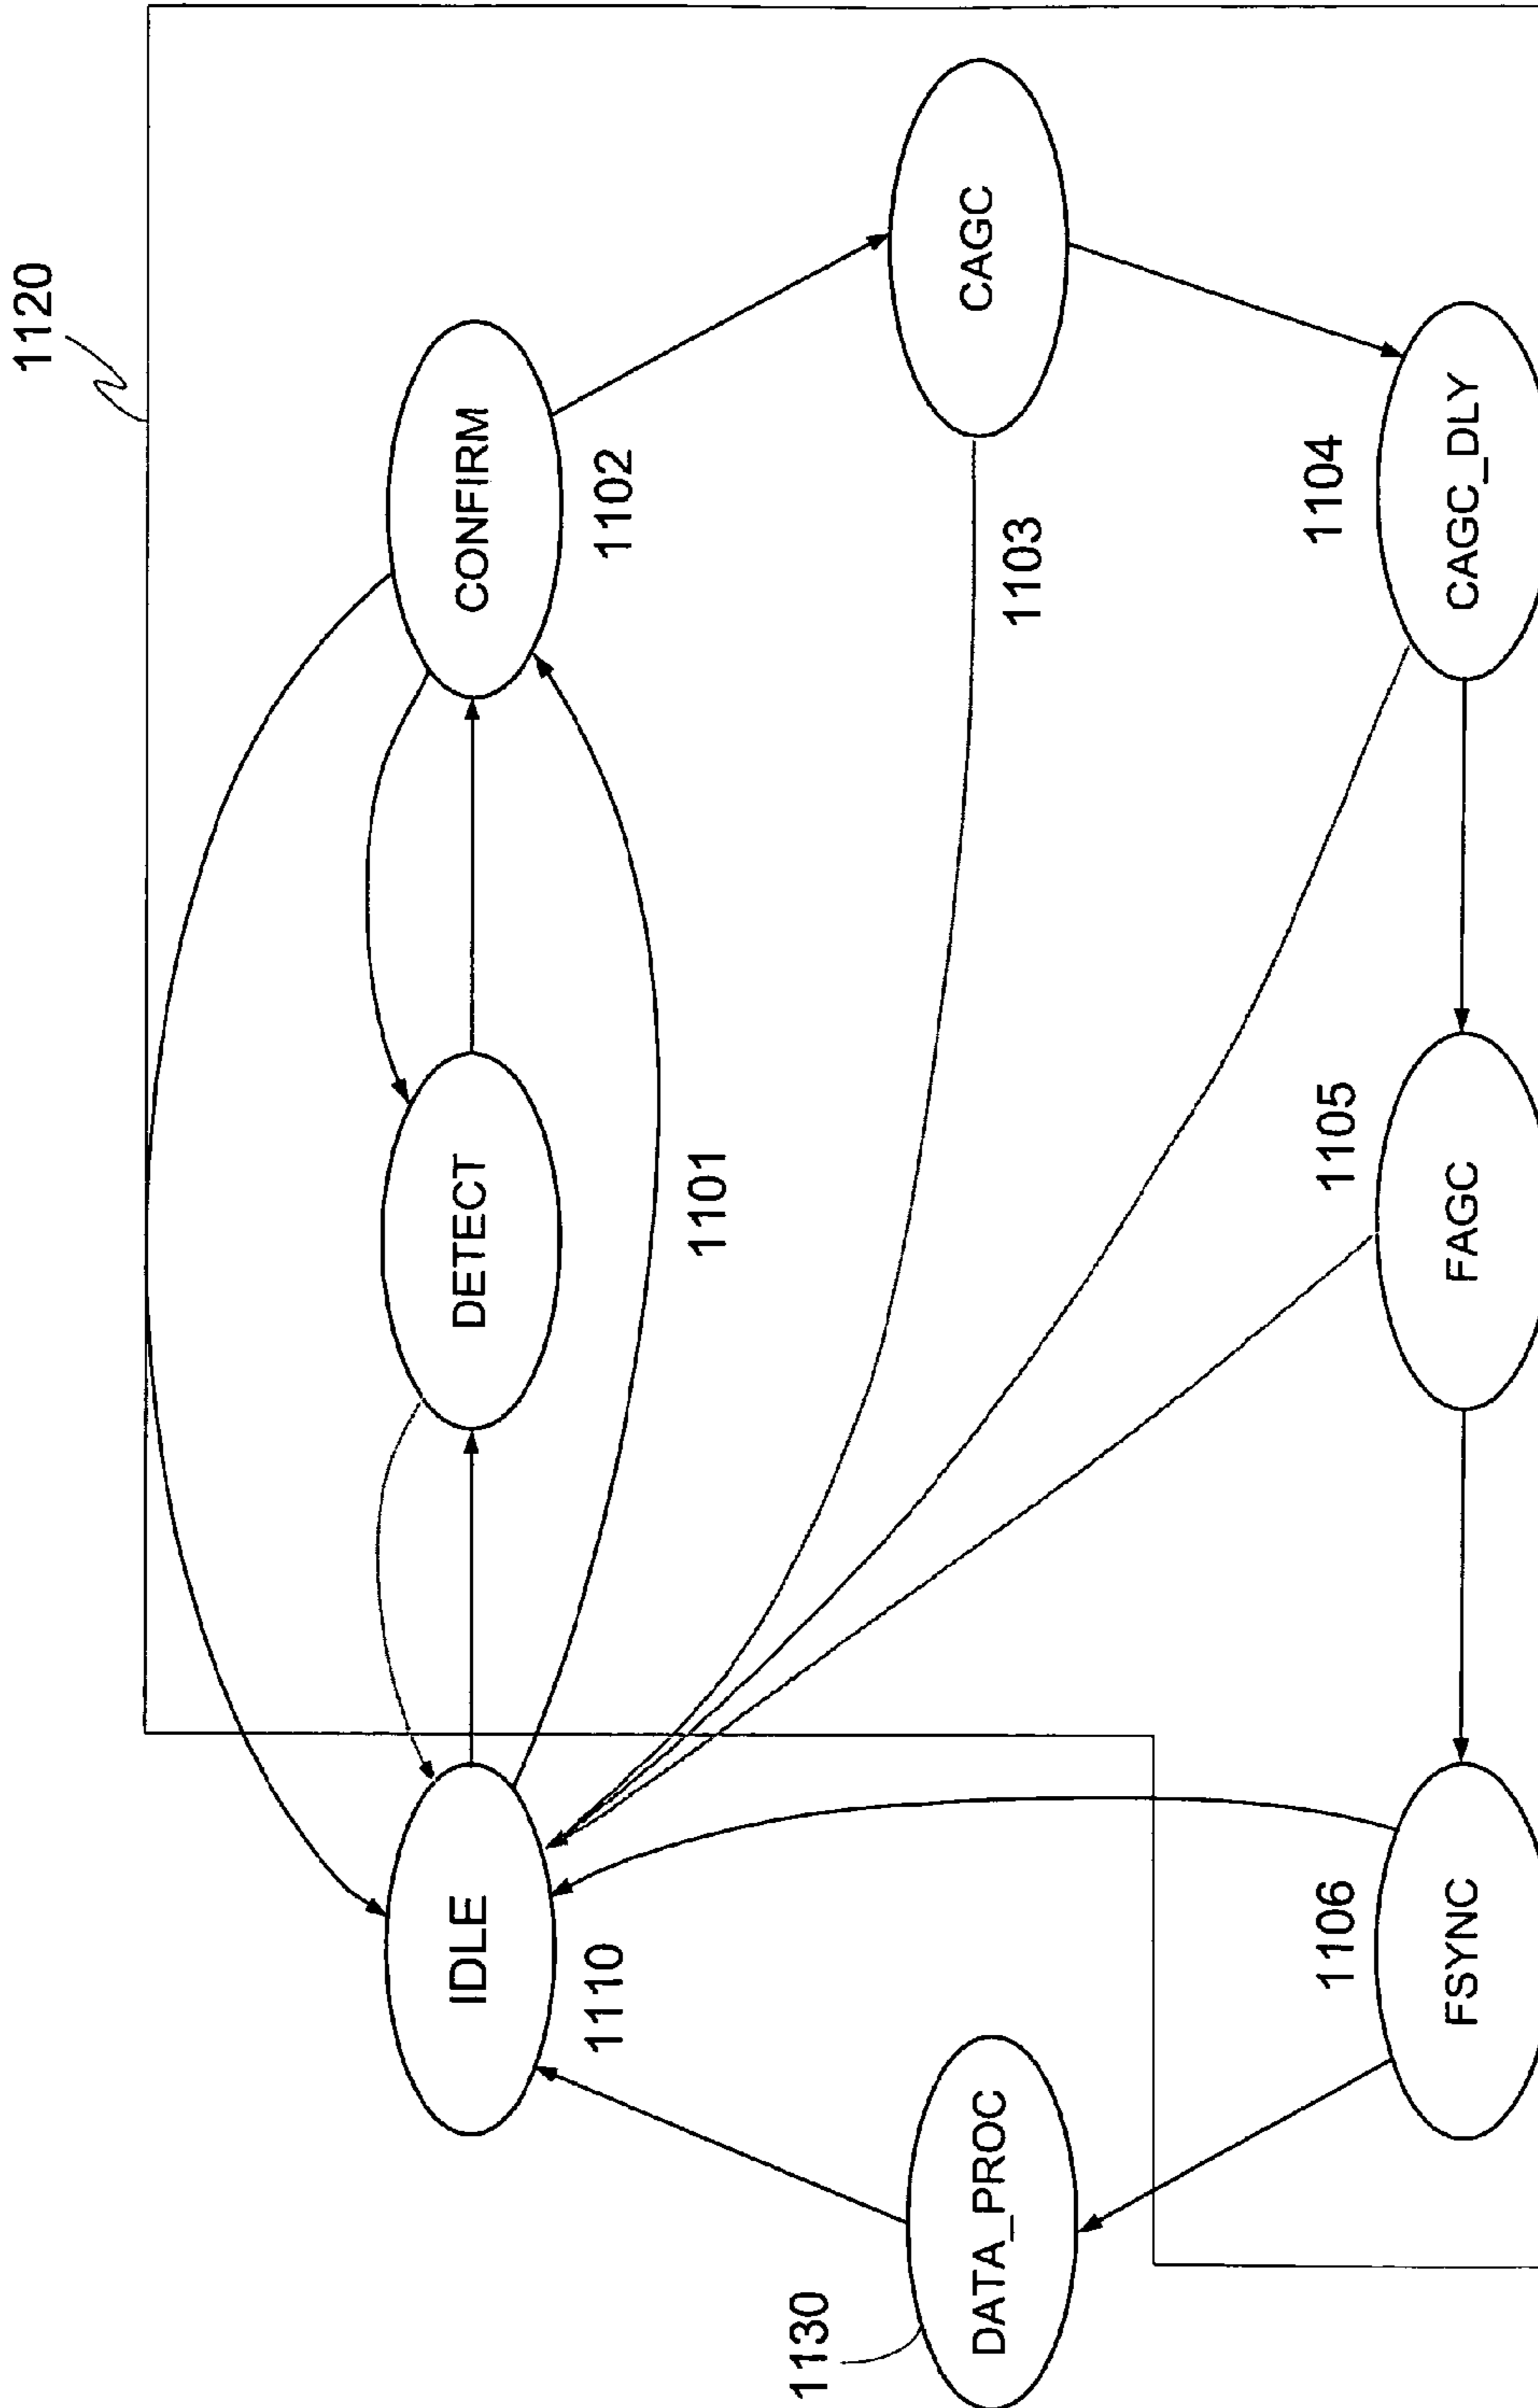 1120
CONFIRM
1102
DETECT
1101
IDLE
1110
CAGC
1103
DATA_PROC
1130
CAGC_DLY
1104
FAGC
1105
FSYNC
1106